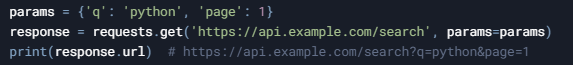 params = {'q': 'python', 'page': 1}
response = requests.get('https://api.example.com/search', params=params)
print(response.url)  # https://api.example.com/search?q=python&page=1